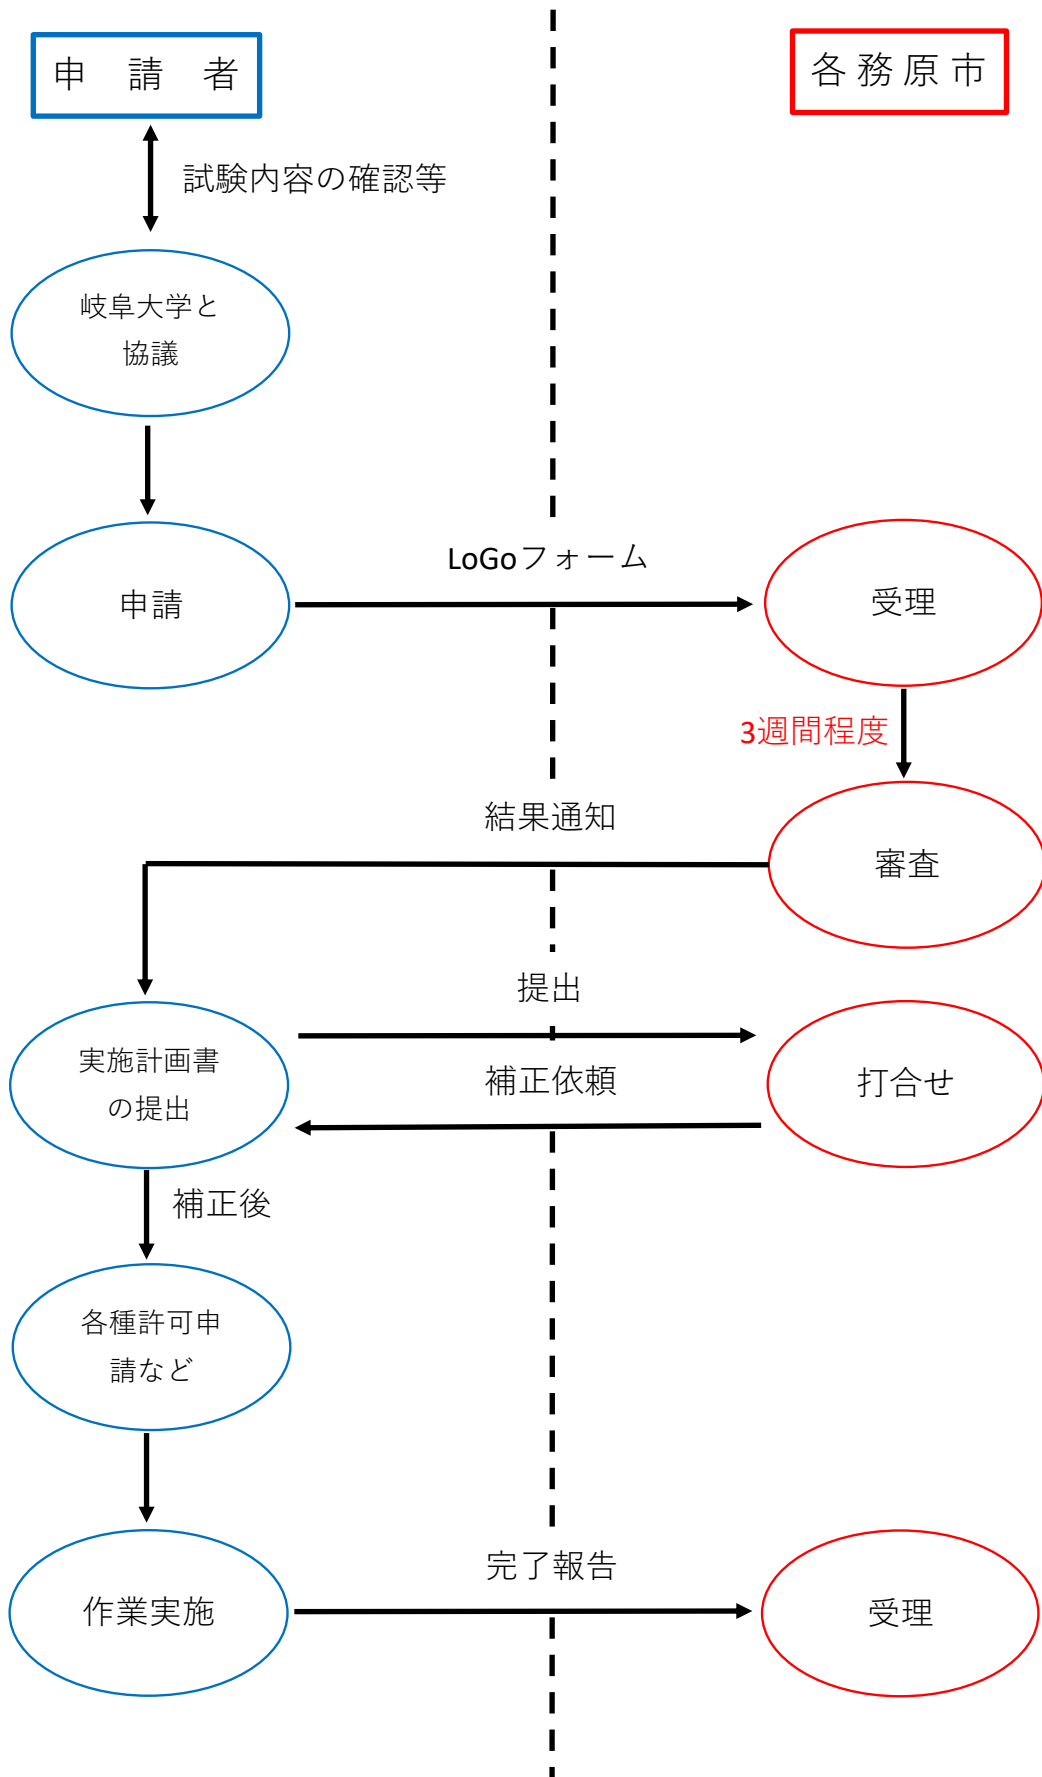 申 請 者
各務原市
試験内容の確認等
岐阜大学と
協議
LoGoフォーム
申請
受理
3週間程度
結果通知
審査
提出
実施計画書
の提出
補正依頼
打合せ
補正後
各種許可申
請など
完了報告
作業実施
受理